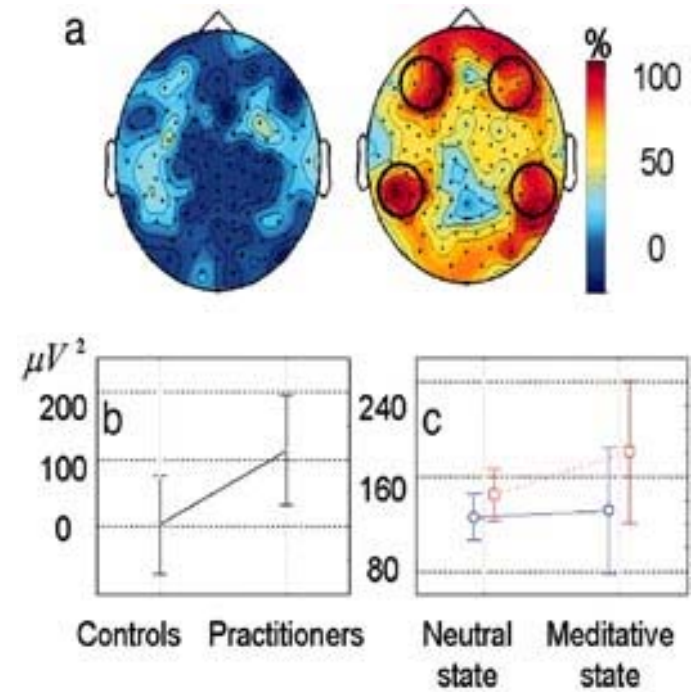 a
%
100
50
0
μV²
200
100
0
b
240
160
80
c
Controls Practitioners
Neutral state
Meditative state